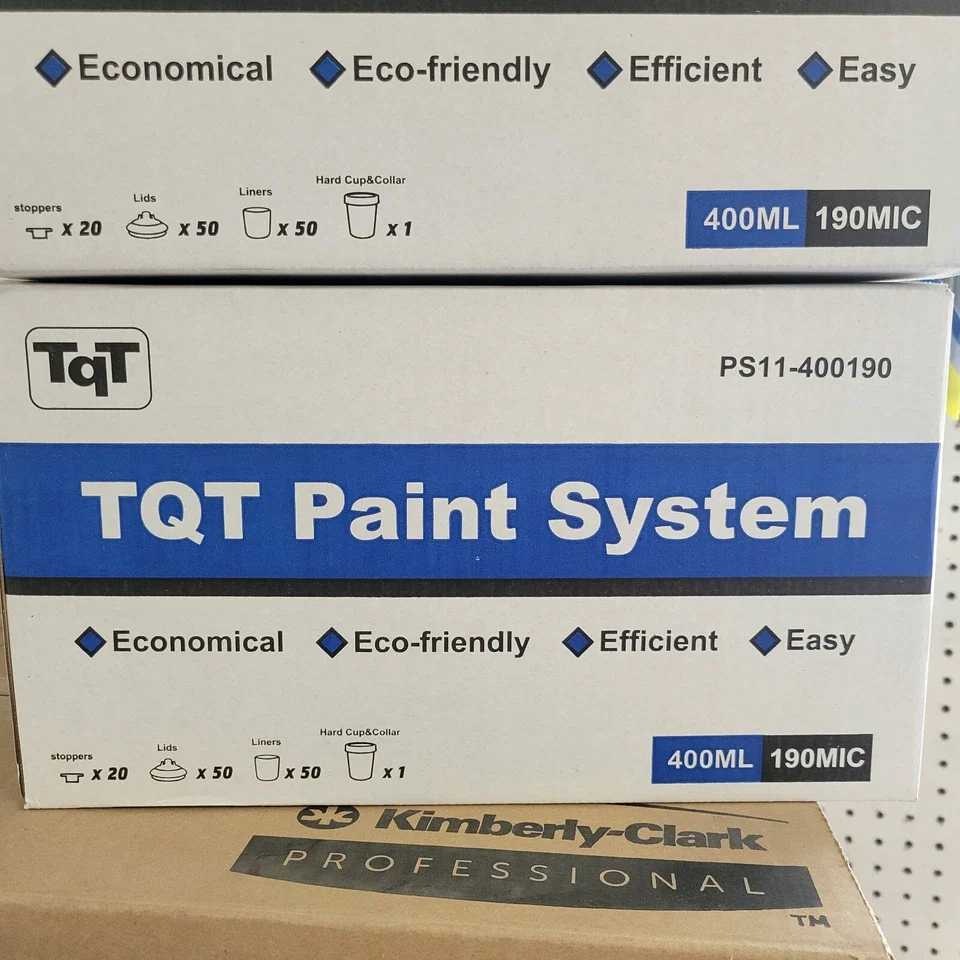 Economical Eco-friendly Efficient Easy
stoppers Lids Liners Hard Cup&Collar
X 20 X 50 X 50 X 1
400ML 190MIC
TqT
PS11-400190
TQT Paint System
Economical Eco-friendly Efficient Easy
stoppers Lids Liners Hard Cup&Collar
X 20 X 50 X 50 X 1
400ML 190MIC
Kimberly-Clark
PROFESSIONAL
TM